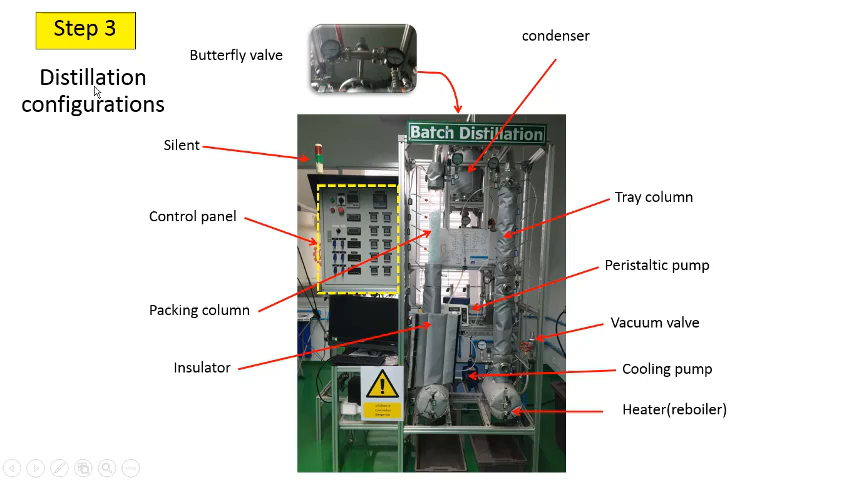 Step 3
Distillation
configurations
Butterfly valve
condenser
Batch Distillation
Silent
Control panel
Packing column
Insulator
Tray column
Peristaltic pump
Vacuum valve
Cooling pump
Heater(reboiler)